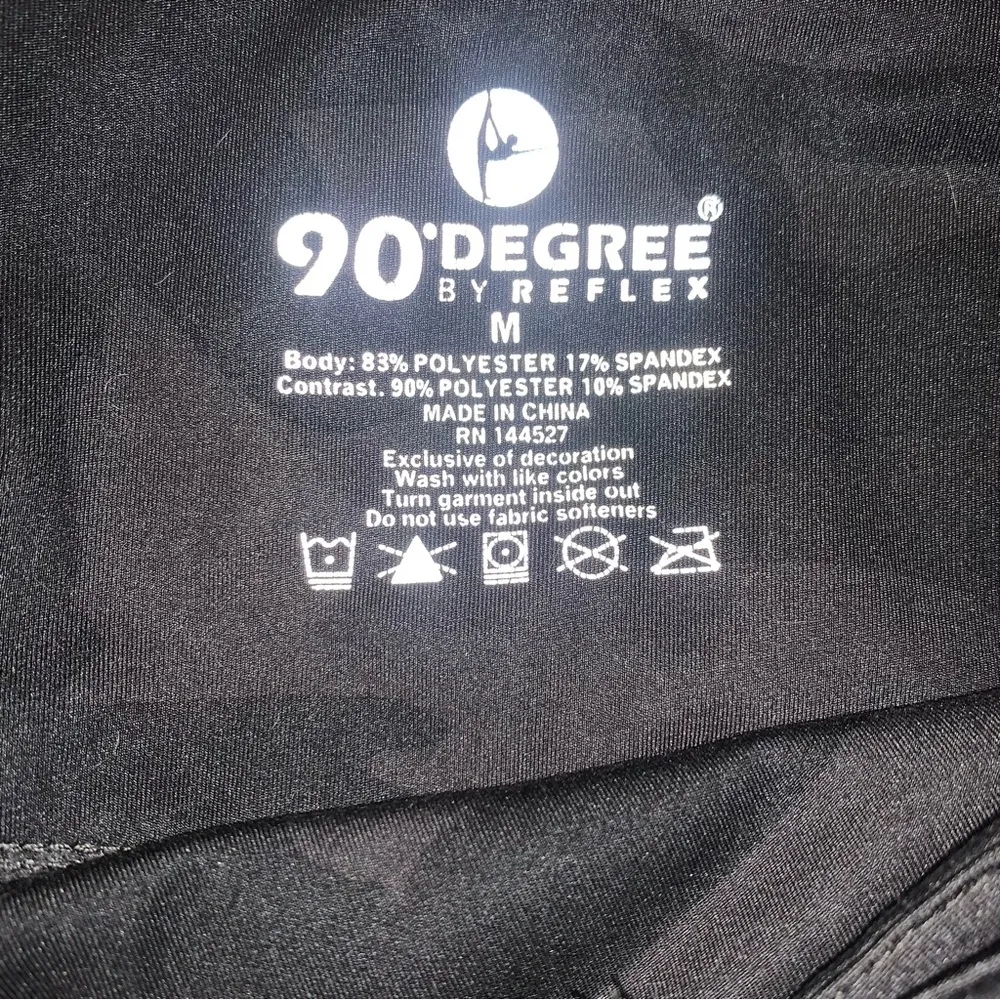 90°DEGREE®
BY REFLEX
M
Body: 83% POLYESTER 17% SPANDEX
Contrast. 90% POLYESTER 10% SPANDEX
MADE IN CHINA
RN 144527
Exclusive of decoration
Wash with like colors
Turn garment inside out
Do not use fabric softeners